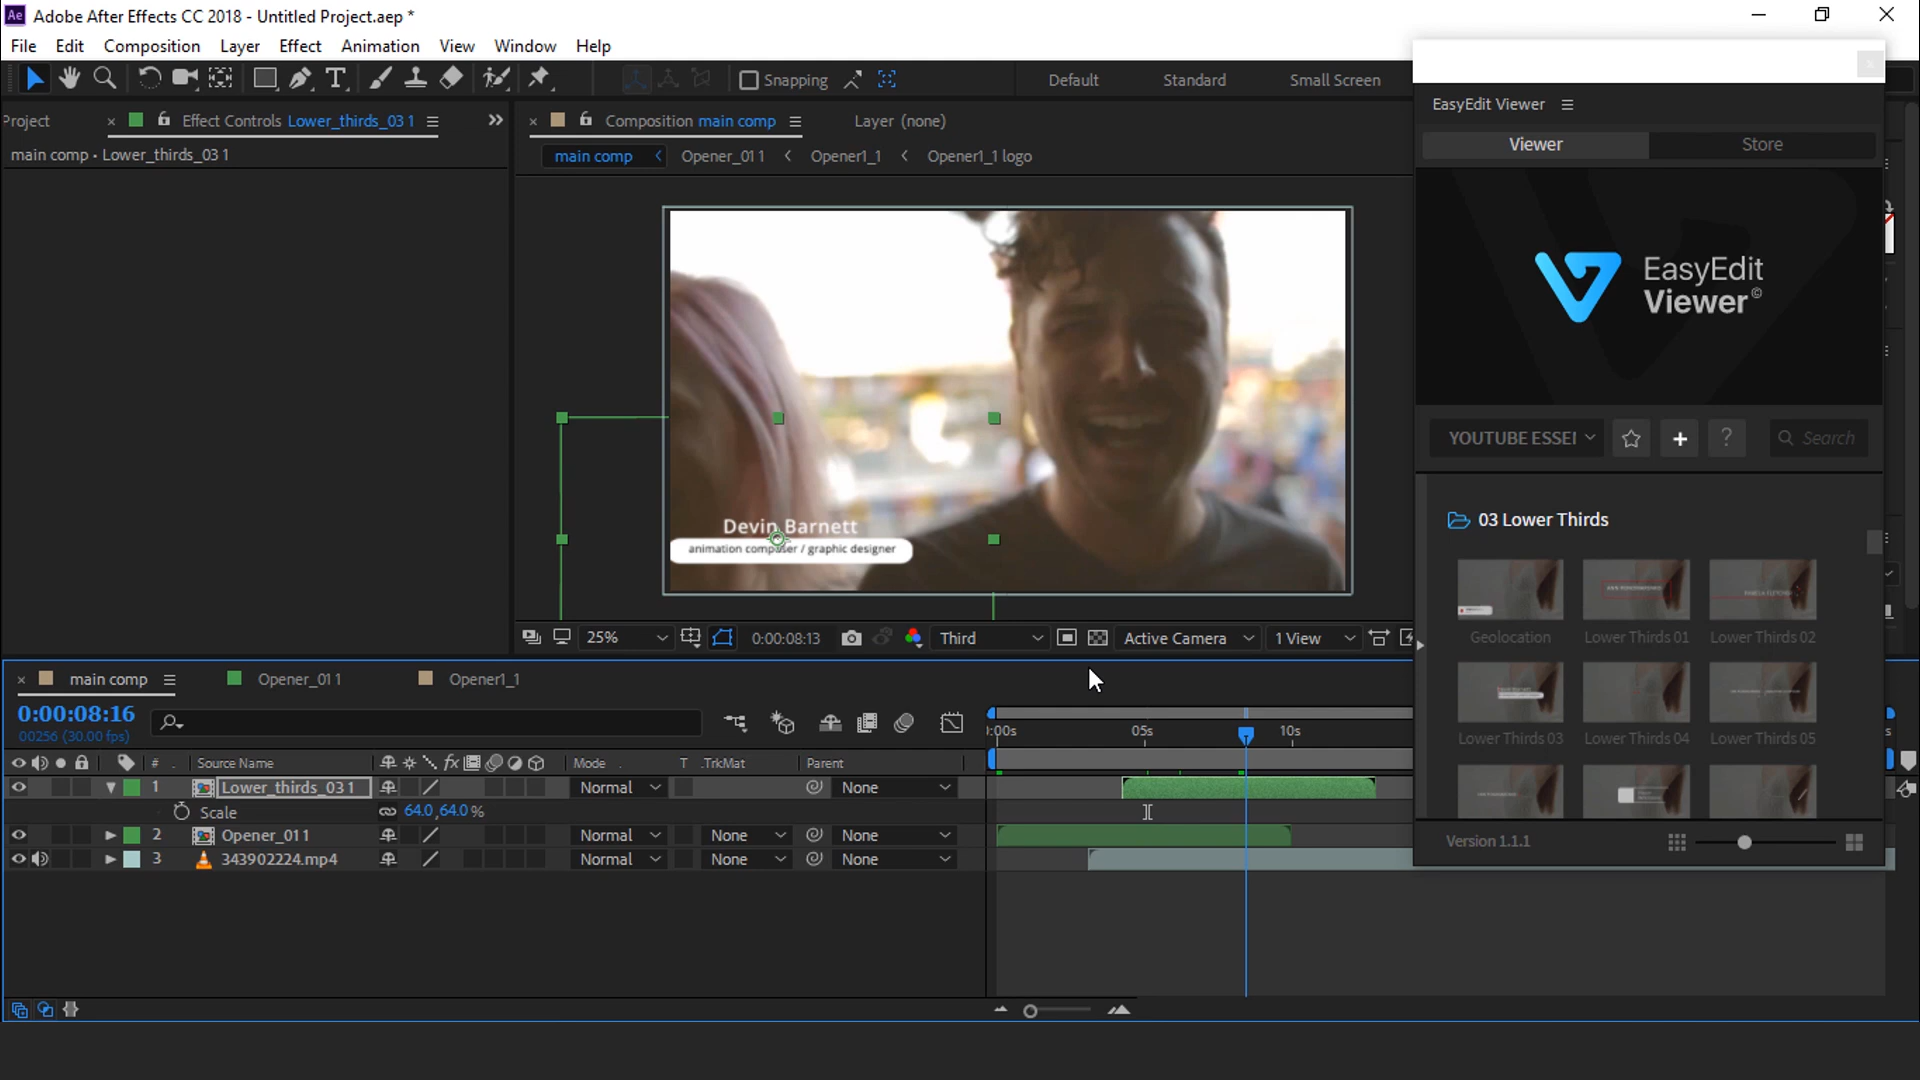 Ae Adobe After Effects CC 2018 - Untitled Project.aep *
File Edit Composition Layer Effect Animation View Window Help
Snapping Default Standard Small Screen
Project Effect Controls Lower_thirds_03 1
main comp • Lower_thirds_03 1
Composition main comp Layer (none)
main comp Opener_01 1 Opener1_1 Opener1_1 logo
Devin Barnett
animation composer / graphic designer
25% 0:00:08:13 Third Active Camera 1 View
EasyEdit Viewer
Viewer Store
EasyEdit
Viewer©
YOUTUBE ESSEI + ? Search
03 Lower Thirds
Geolocation Lower Thirds 01 Lower Thirds 02
Lower Thirds 03 Lower Thirds 04 Lower Thirds 05
Version 1.1.1
main comp Opener_01 1 Opener1_1
0:00:08:16
00256 (30.00 fps)
):00s 05s 10s
# . Source Name fx Mode . T .TrkMat Parent
1 Lower_thirds_03 1 Normal None
Scale 64.0,64.0 %
2 Opener_01 1 Normal None None
3 343902224.mp4 Normal None None